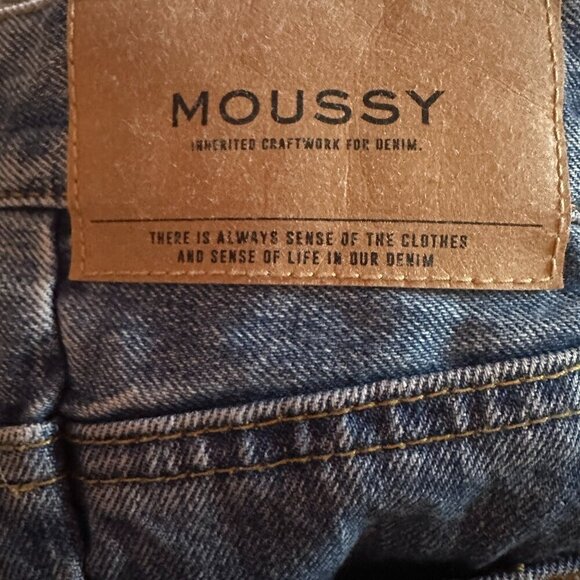 MOUSSY
INHERITED CRAFTWORK FOR DENIM.
THERE IS ALWAYS SENSE OF THE CLOTHES
AND SENSE OF LIFE IN OUR DENIM